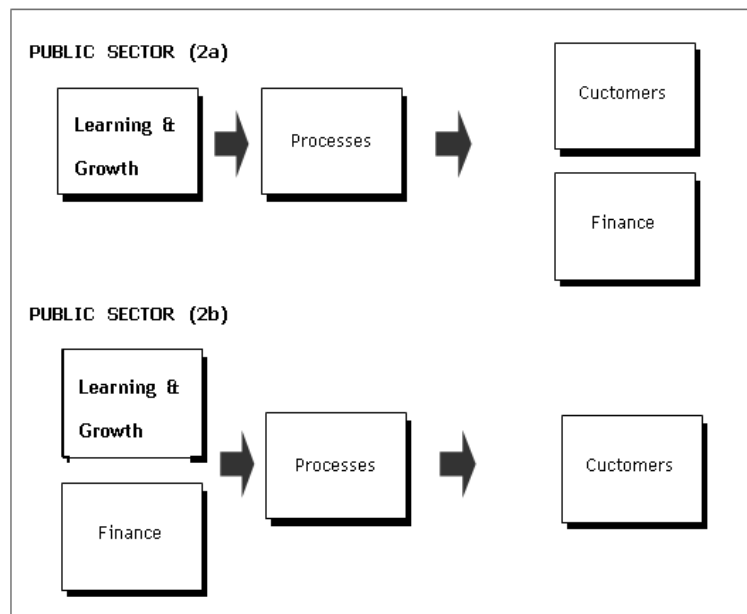 PUBLIC SECTOR (2a)
Learning &
Growth
Processes
Cuctomers
Finance
PUBLIC SECTOR (2b)
Learning &
Growth
Finance
Processes
Cuctomers